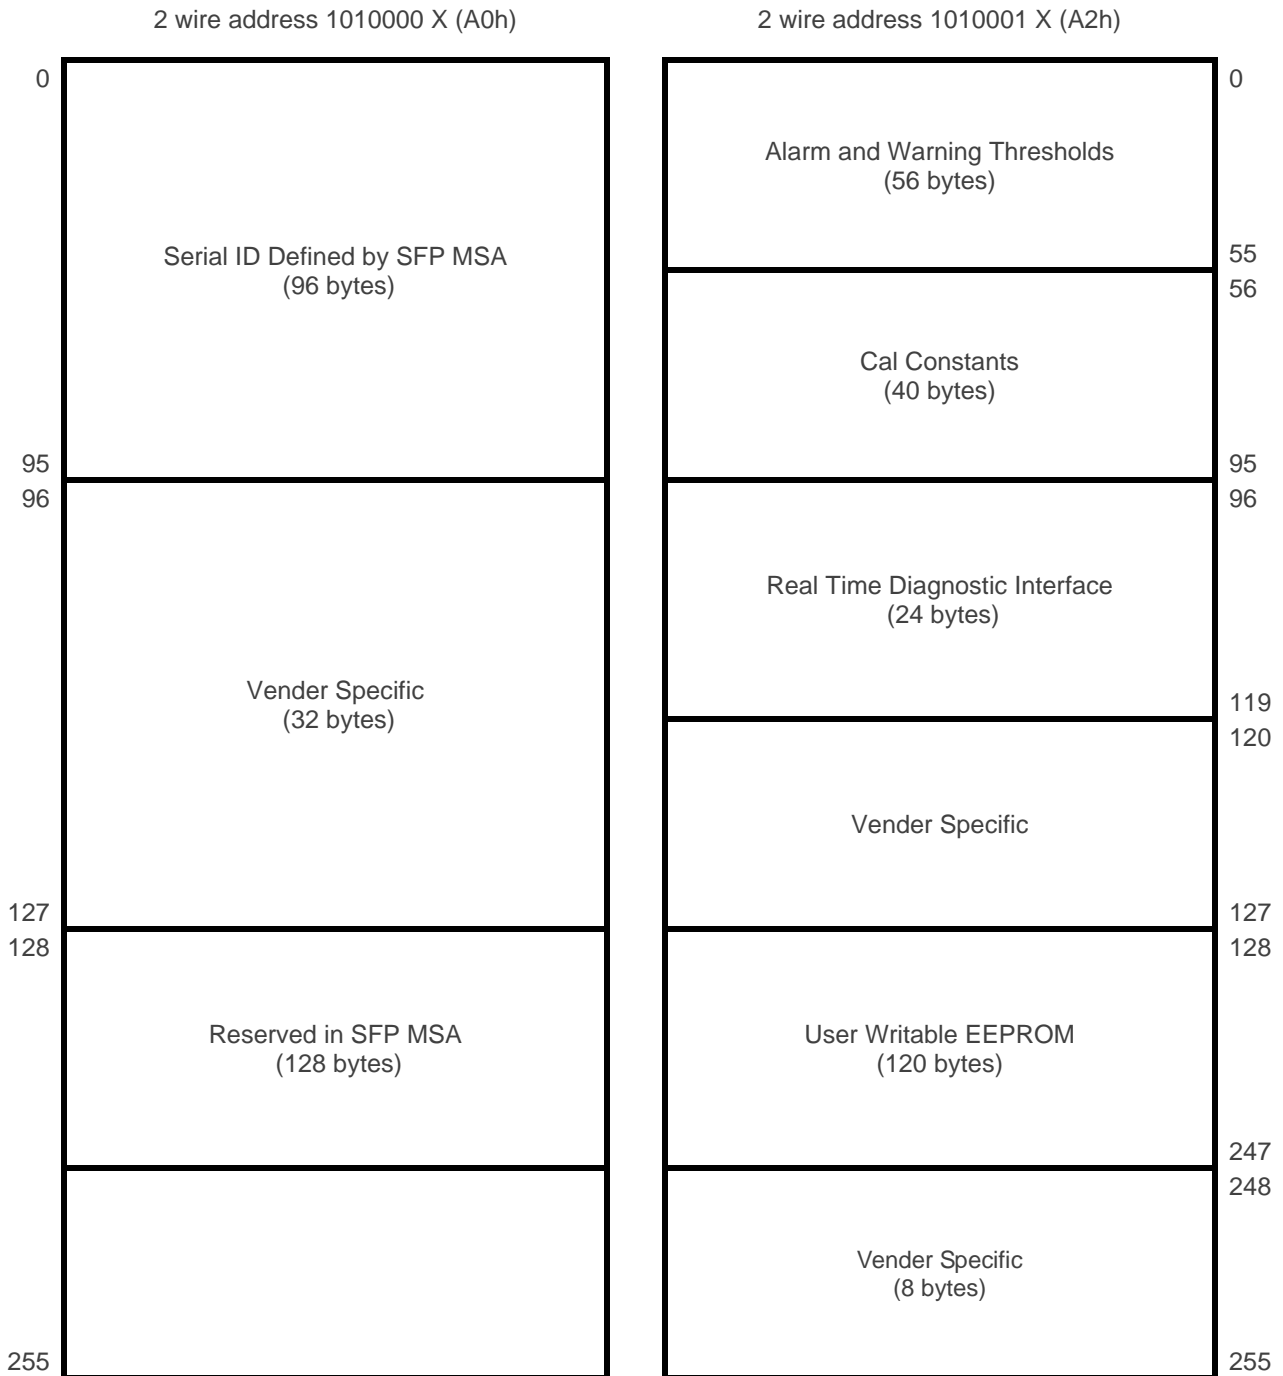 2 wire address 1010000 X (A0h)
0
Serial ID Defined by SFP MSA
(96 bytes)
95
96
Vender Specific
(32 bytes)
127
128
Reserved in SFP MSA
(128 bytes)
255
2 wire address 1010001 X (A2h)
0
Alarm and Warning Thresholds
(56 bytes)
55
56
Cal Constants
(40 bytes)
95
96
Real Time Diagnostic Interface
(24 bytes)
119
120
Vender Specific
127
128
User Writable EEPROM
(120 bytes)
247
248
Vender Specific
(8 bytes)
255